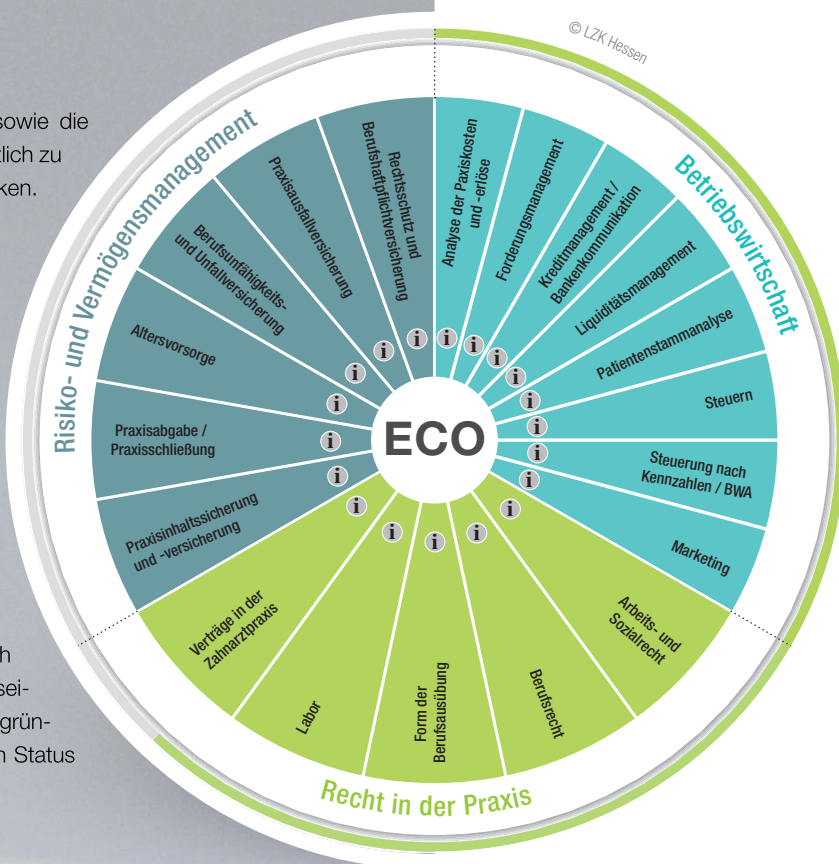 © LZK Hessen
sowie die
tlich zu
ken.
Risiko- und Vermögensmanagement
Betriebswirtschaft
Recht in der Praxis
ECO
Analyse der Paxiskosten
und -erlöse
i
Forderungsmanagement
i
Kreditmanagement /
Bankenkommunikation
i
Liquiditätsmanagement
i
Patientenstammanalyse
i
Steuern
i
Steuerung nach
Kennzahlen / BWA
i
Marketing
i
Arbeits- und
Sozialrecht
i
Berufsrecht
i
Form der
Berufsausübung
i
Labor
i
Verträge in der
Zahnarztpraxis
i
Praxisinhaltssicherung
und -versicherung
i
Praxisabgabe /
Praxisschließung
i
Altersvorsorge
i
Berufsunfähigkeits-
und Unfallversicherung
i
Praxisausfallversicherung
i
Rechtsschutz und
Berufshaftpflichtversicherung
i
h
sei-
grün-
n Status